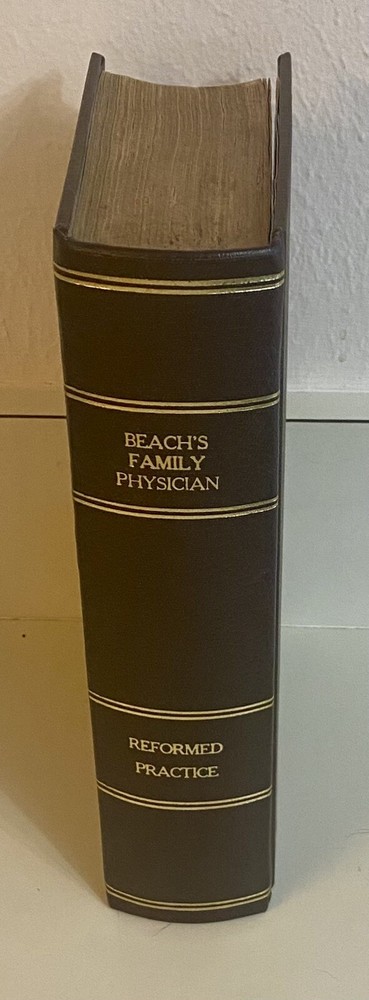 BEACH'S
FAMILY
PHYSICIAN
REFORMED
PRACTICE